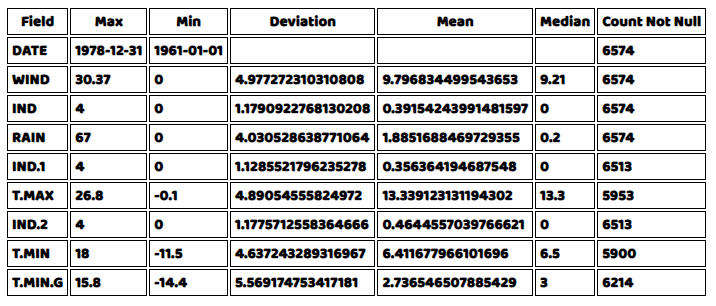 Field Max Min Deviation Mean Median Count Not Null
DATE 1978-12-31 1961-01-01 6574
WIND 30.37 0 4.977272310310808 9.796834499543653 9.21 6574
IND 4 0 1.1790922768130208 0.39154243991481597 0 6574
RAIN 67 0 4.030528638771064 1.8851688469729355 0.2 6574
IND.1 4 0 1.1285521796235278 0.356364194687548 0 6513
T.MAX 26.8 -0.1 4.89054555824972 13.339123131194302 13.3 5953
IND.2 4 0 1.1775712558364666 0.4644557039766621 0 6513
T.MIN 18 -11.5 4.637243289316967 6.411677966101696 6.5 5900
T.MIN.G 15.8 -14.4 5.569174753417181 2.736546507885429 3 6214